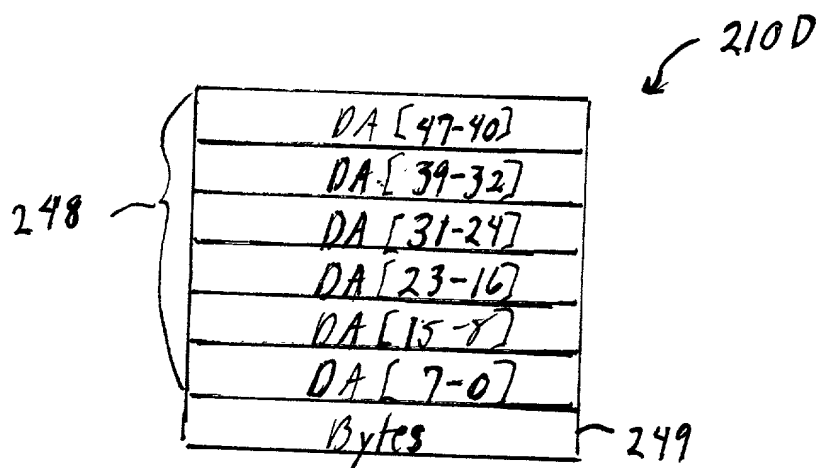 210D
DA [47-40]
DA [39-32]
248
DA [31-24]
DA [23-16]
DA [15-8]
DA [7-0]
Bytes
249